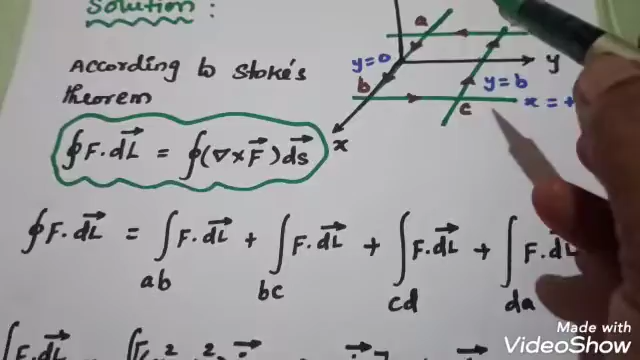 Solution :
According to Stoke's
theorem
∮F.dL⃗ = ∮(∇×F⃗)ds⃗
a
y=0
b
y
y=b
c
x
∮F.dL⃗ = ∫F.dL⃗ + ∫F.dL⃗ + ∫F.dL⃗ + ∫F.dL⃗
ab bc cd da
Made with
VideoShow